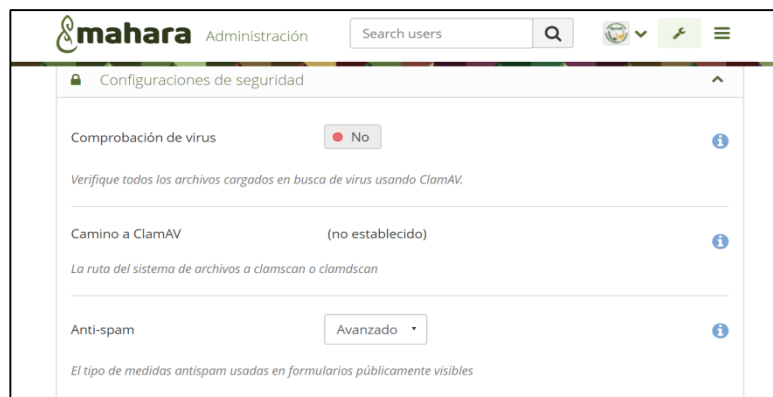 mahara Administración Search users
Configuraciones de seguridad
Comprobación de virus No
Verifique todos los archivos cargados en busca de virus usando ClamAV.
Camino a ClamAV (no establecido)
La ruta del sistema de archivos a clamscan o clamdscan
Anti-spam Avanzado
El tipo de medidas antispam usadas en formularios públicamente visibles